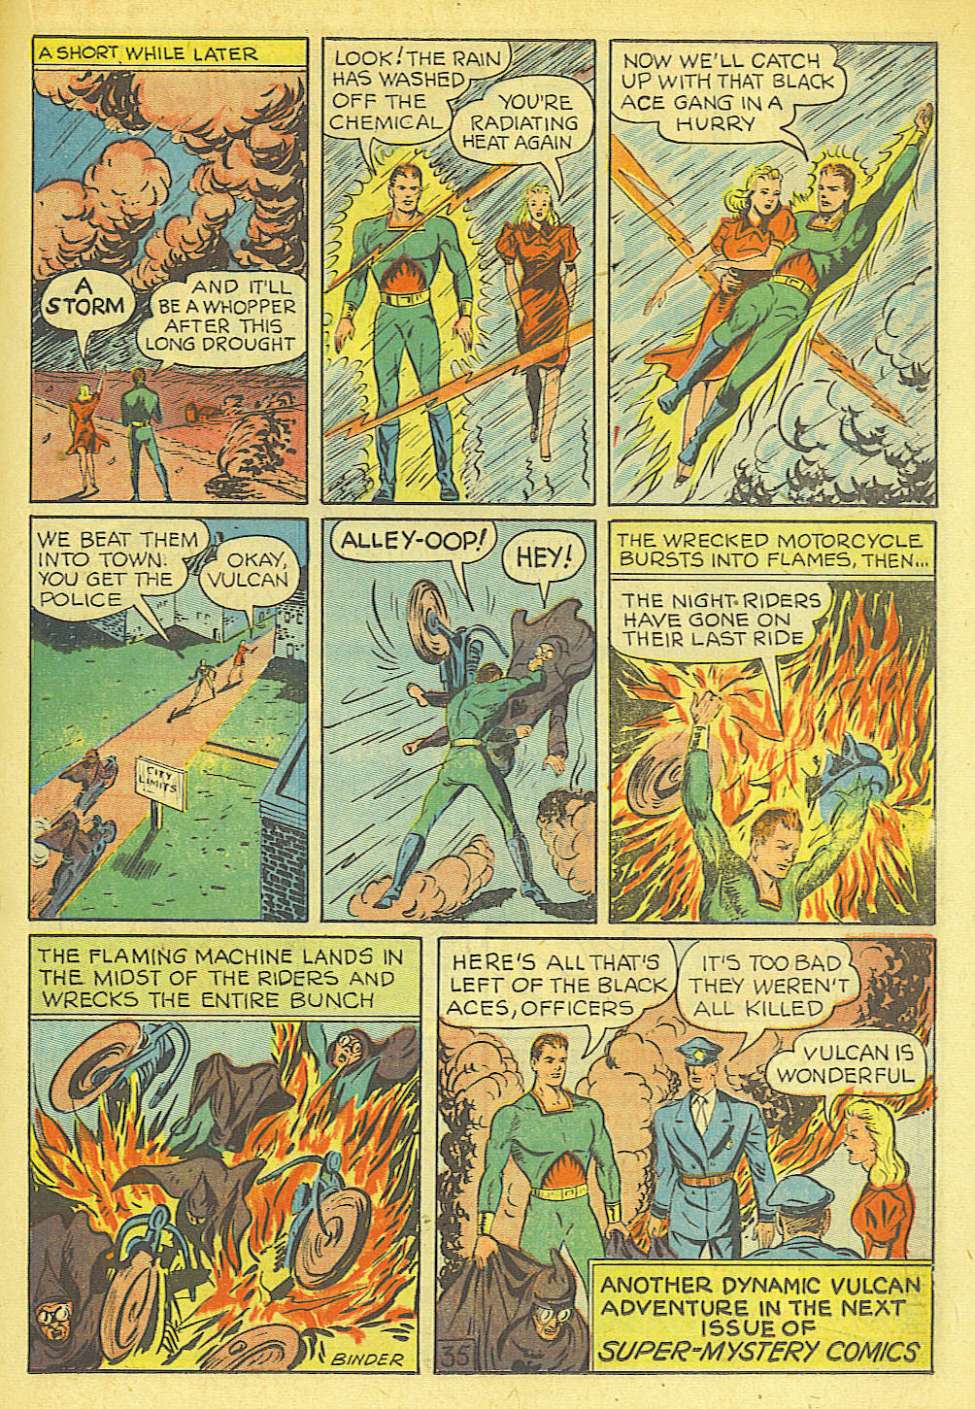 A SHORT WHILE LATER
A
STORM
AND IT'LL
BE A WHOPPER
AFTER THIS
LONG DROUGHT
LOOK! THE RAIN
HAS WASHED
OFF THE
CHEMICAL
YOU'RE
RADIATING
HEAT AGAIN
NOW WE'LL CATCH
UP WITH THAT BLACK
ACE GANG IN A
HURRY
WE BEAT THEM
INTO TOWN.
YOU GET THE
POLICE
OKAY,
VULCAN
CITY
LIMITS
ALLEY-OOP!
HEY!
THE WRECKED MOTORCYCLE
BURSTS INTO FLAMES, THEN...
THE NIGHT-RIDERS
HAVE GONE ON
THEIR LAST RIDE
THE FLAMING MACHINE LANDS IN
THE MIDST OF THE RIDERS AND
WRECKS THE ENTIRE BUNCH
BINDER
HERE'S ALL THAT'S
LEFT OF THE BLACK
ACES, OFFICERS
IT'S TOO BAD
THEY WEREN'T
ALL KILLED
VULCAN IS
WONDERFUL
35
ANOTHER DYNAMIC VULCAN
ADVENTURE IN THE NEXT
ISSUE OF
SUPER-MYSTERY COMICS